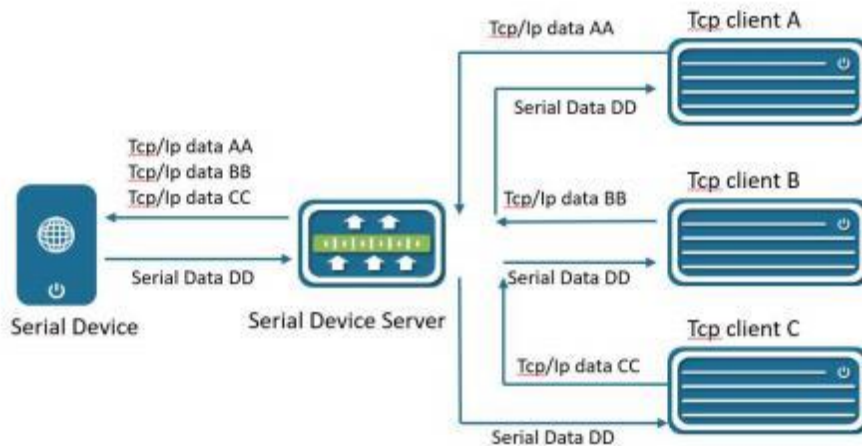 Tcp client A
Tcp/Ip data AA
Serial Data DD
Tcp/Ip data AA
Tcp/Ip data BB
Tcp/Ip data CC
Tcp client B
Tcp/Ip data BB
Serial Data DD
Serial Data DD
Serial Device
Serial Device Server
Tcp client C
Tcp/Ip data CC
Serial Data DD